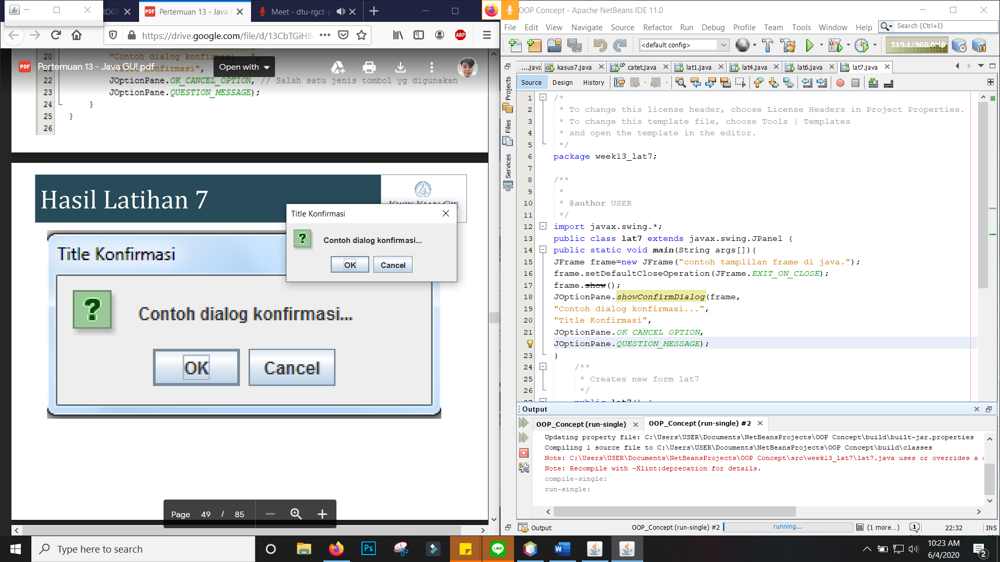 ROGR
Pertemuan 13 - Java G
Meet - dtu-rgct-p
https://drive.google.com/file/d/13CbTGiH8
ABP
20 "Contoh dialog konfirmasi...",
PDF Pertemuan 13 - Java GUI.pdf
Open with
22 JOptionPane.OK_CANCEL_OPTION, // Salah satu jenis tombol yg digunakan
23 JOptionPane.QUESTION_MESSAGE);
24 }
25 }
26
Hasil Latihan 7
KWIK KIAN GIE
Title Konfirmasi
Contoh dialog konfirmasi...
OK Cancel
Title Konfirmasi
Contoh dialog konfirmasi...
OK Cancel
Page 49 / 85
OOP Concept - Apache NetBeans IDE 11.0
File Edit View Navigate Source Refactor Run Debug Profile Team Tools Window Help
Search (Ctrl+I)
<default config>
519.1/960.0MB
....java kasus7.java catet.java lat1.java lat4.java lat6.java lat7.java
Source Design History
Projects
Files
Services
1 /*
2 * To change this license header, choose License Headers in Project Properties.
3 * To change this template file, choose Tools | Templates
4 * and open the template in the editor.
5 */
6 package week13_lat7;
7
8 /**
9 *
10 * @author USER
11 */
12 import javax.swing.*;
13 public class lat7 extends javax.swing.JPanel {
14 public static void main(String args[]){
15 JFrame frame=new JFrame("contoh tamplilan frame di java.");
16 frame.setDefaultCloseOperation(JFrame.EXIT_ON_CLOSE);
17 frame.show();
18 JOptionPane.showConfirmDialog(frame,
19 "Contoh dialog konfirmasi...",
20 "Title Konfirmasi",
21 JOptionPane.OK_CANCEL_OPTION,
JOptionPane.QUESTION_MESSAGE);
23 }
24 /**
25 * Creates new form lat7
26 */
27 public lat7() {
Output
OOP_Concept (run-single) OOP_Concept (run-single) #2
Updating property file: C:\Users\USER\Documents\NetBeansProjects\OOP Concept\build\built-jar.properties
Compiling 1 source file to C:\Users\USER\Documents\NetBeansProjects\OOP Concept\build\classes
Note: C:\Users\USER\Documents\NetBeansProjects\OOP Concept\src\week13_lat7\lat7.java uses or overrides a
Note: Recompile with -Xlint:deprecation for details.
compile-single:
run-single:
Output
OOP_Concept (run-single) #2
running...
(1 more...)
1
22:32
INS
Type here to search
Ps
LINE
W
10:23 AM
6/4/2020
2